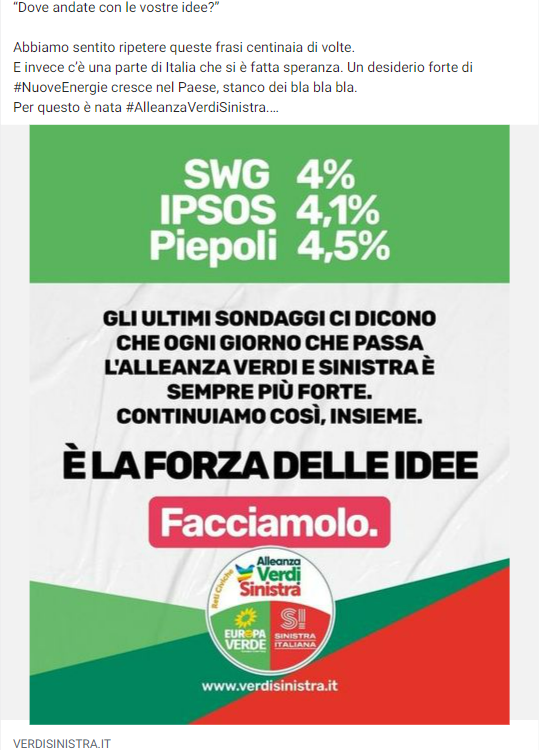 “Dove andate con le vostre idee?”
Abbiamo sentito ripetere queste frasi centinaia di volte.
E invece c’è una parte di Italia che si è fatta speranza. Un desiderio forte di
#NuoveEnergie cresce nel Paese, stanco dei bla bla bla.
Per questo è nata #AlleanzaVerdiSinistra....
SWG 4%
IPSOS 4,1%
Piepoli 4,5%
GLI ULTIMI SONDAGGI CI DICONO
CHE OGNI GIORNO CHE PASSA
L'ALLEANZA VERDI E SINISTRA È
SEMPRE PIÙ FORTE.
CONTINUIAMO COSÌ, INSIEME.
È LA FORZA DELLE IDEE
Facciamolo.
Alleanza
Verdi
Sinistra
Reti Civiche
EUROPA
VERDE
SI
SINISTRA
ITALIANA
www.verdisinistra.it
VERDISINISTRA.IT